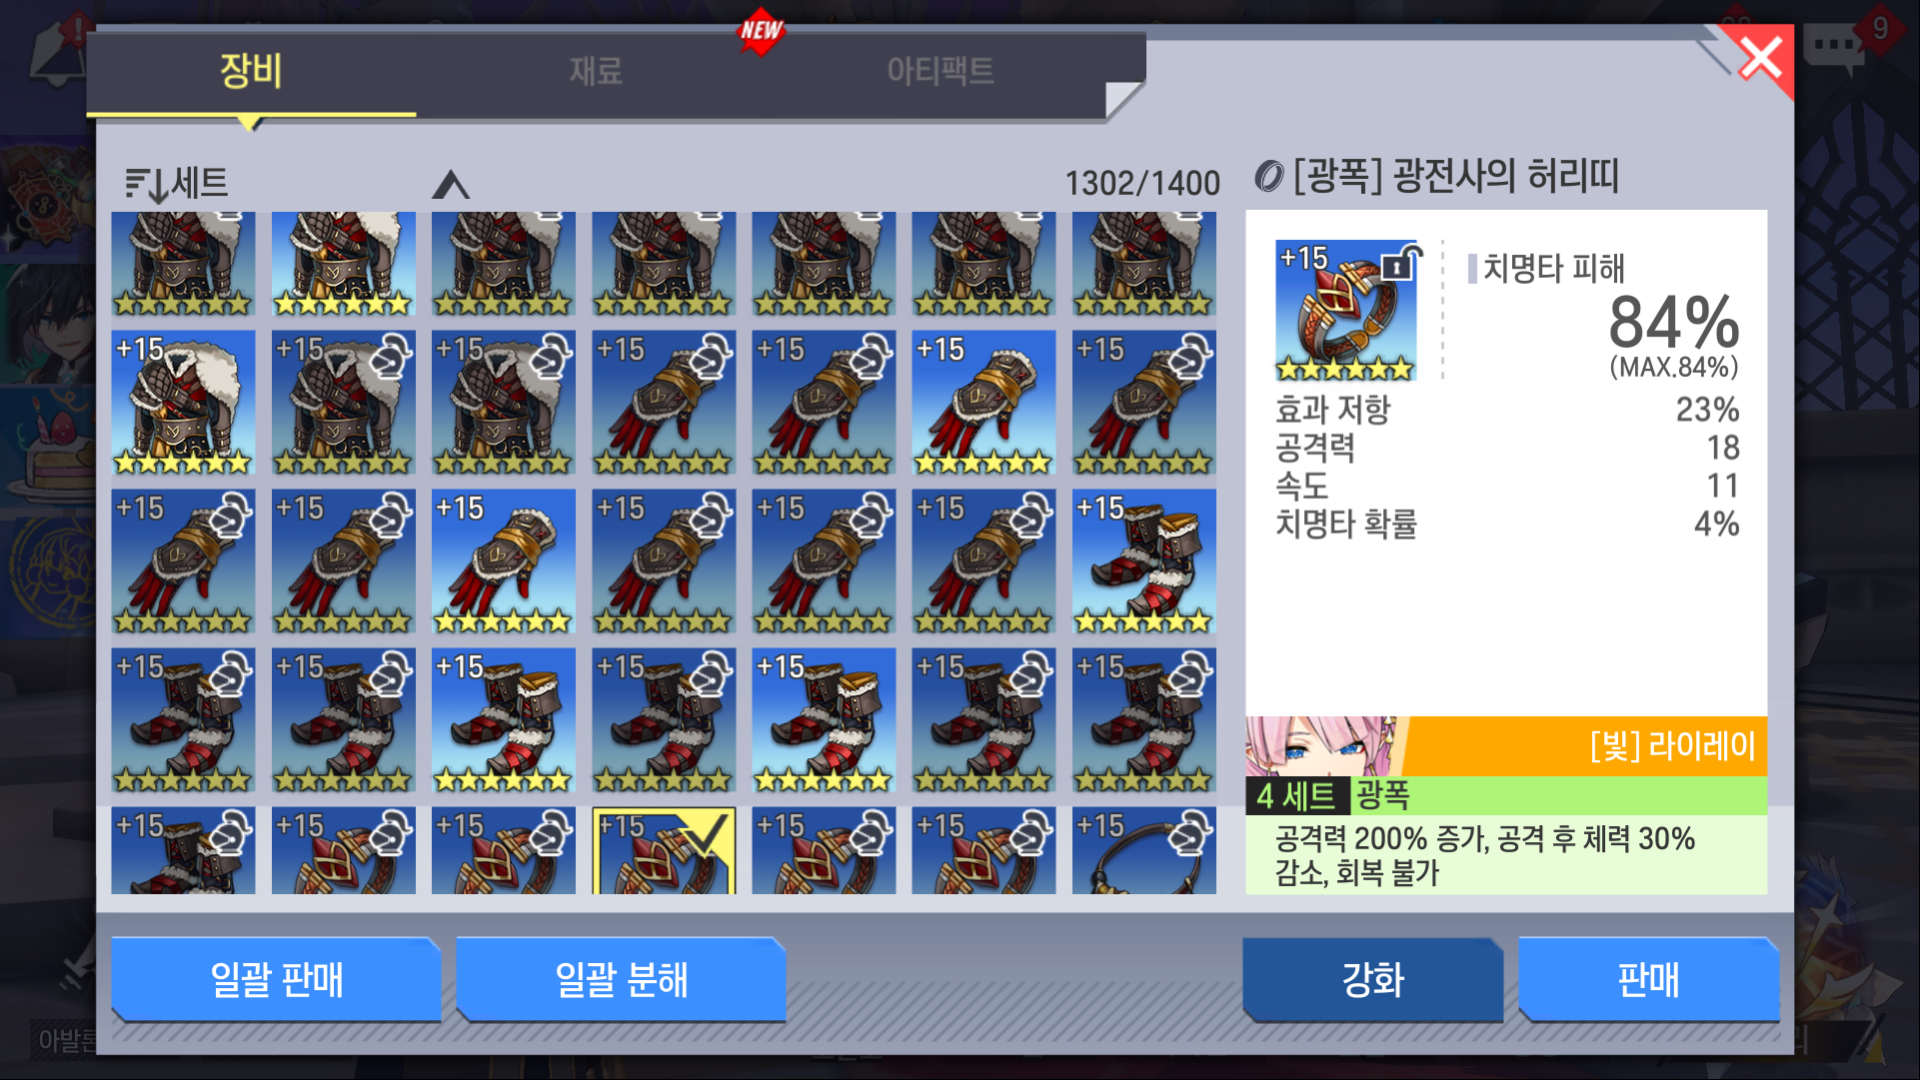 !
9
NEW
장비
재료
아티팩트
세트
1302/1400
[광폭] 광전사의 허리띠
+15
치명타 피해
84%
(MAX.84%)
효과 저항 23%
공격력 18
속도 11
치명타 확률 4%
[빛] 라이레이
4 세트 광폭
공격력 200% 증가, 공격 후 체력 30%
감소, 회복 불가
+15 +15 +15 +15 +15 +15 +15
+15 +15 +15 +15 +15 +15 +15
+15 +15 +15 +15 +15 +15 +15
+15 +15 +15 +15 +15 +15 +15
일괄 판매
일괄 분해
강화
판매
아발론